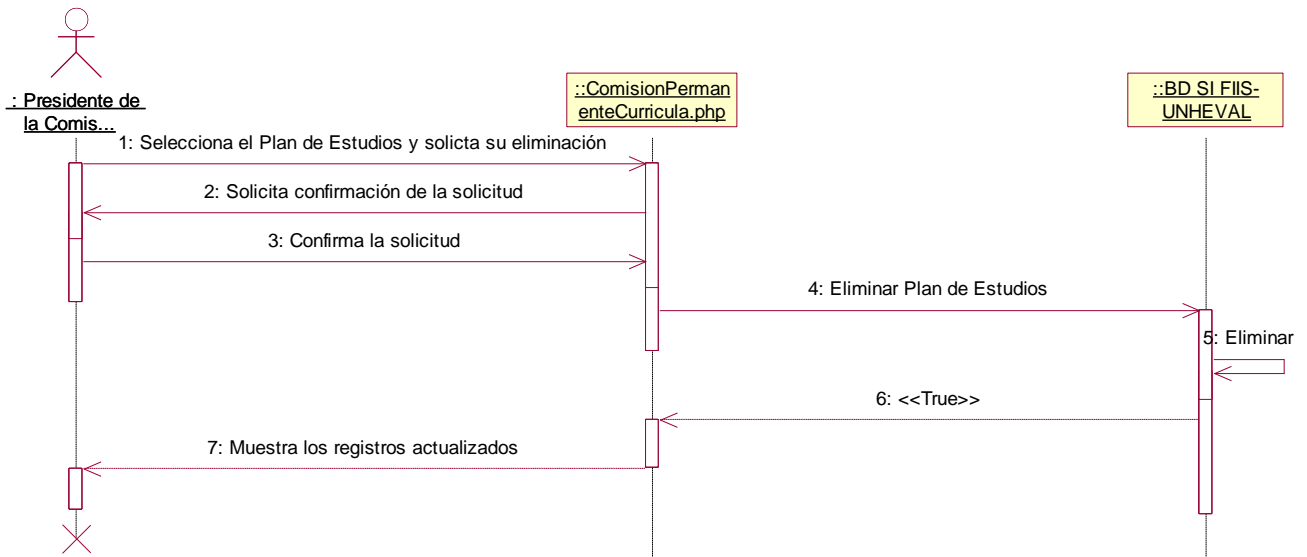 : Presidente de
la Comis...
::ComisionPerman
enteCurricula.php
::BD SI FIIS-
UNHEVAL
1: Selecciona el Plan de Estudios y solicta su eliminación
2: Solicita confirmación de la solicitud
3: Confirma la solicitud
4: Eliminar Plan de Estudios
5: Eliminar
6: <<True>>
7: Muestra los registros actualizados